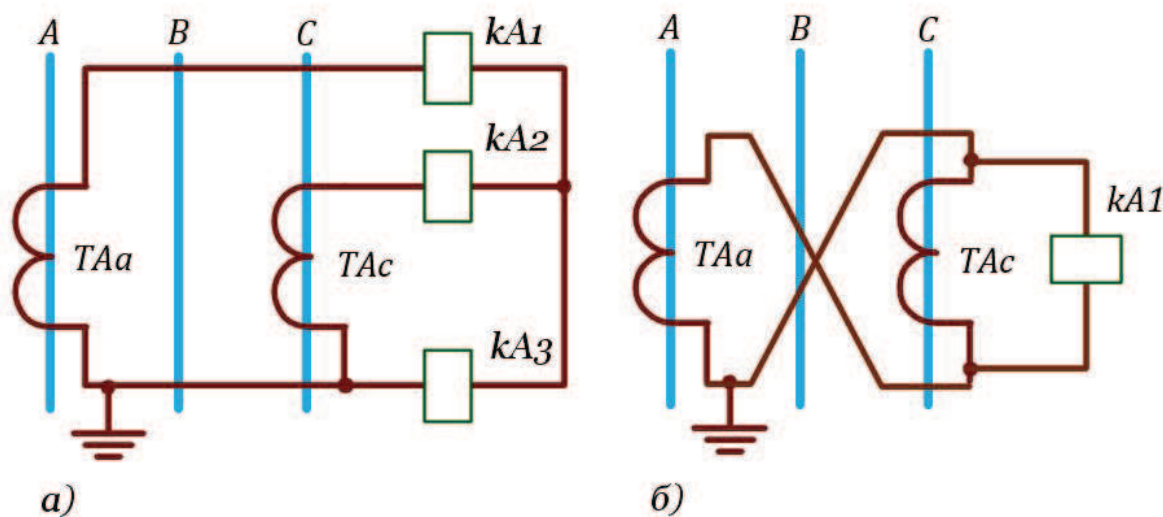 A B C kA1
kA2
TAa TAc
kA3
а)
A B C
kA1
TAa TAc
б)